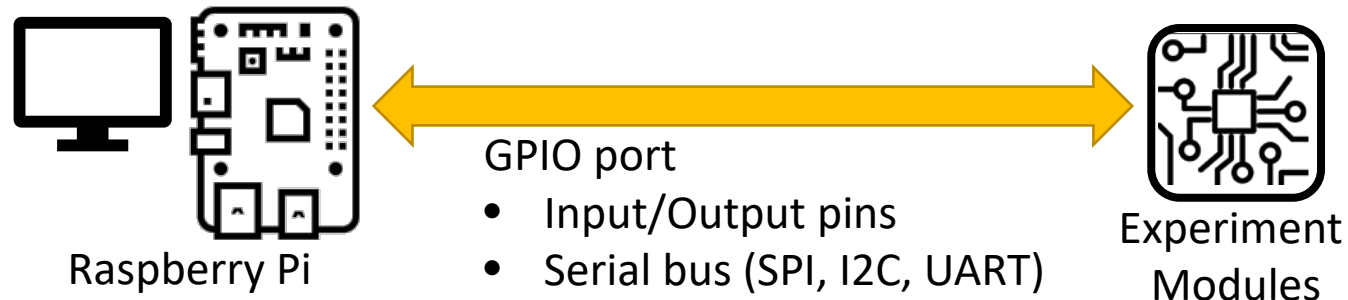 GPIO port
• Input/Output pins
• Serial bus (SPI, I2C, UART)
Raspberry Pi
Experiment
Modules